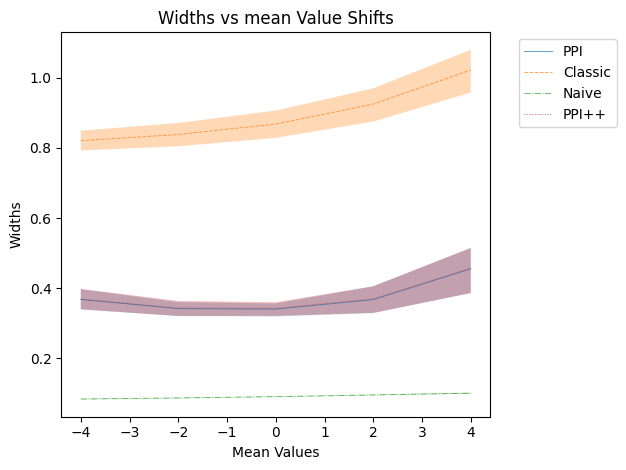 Widths vs mean Value Shifts
PPI
Classic
Naive
PPI++
1.0
0.8
0.6
0.4
0.2
Widths
−4 −3 −2 −1 0 1 2 3 4
Mean Values